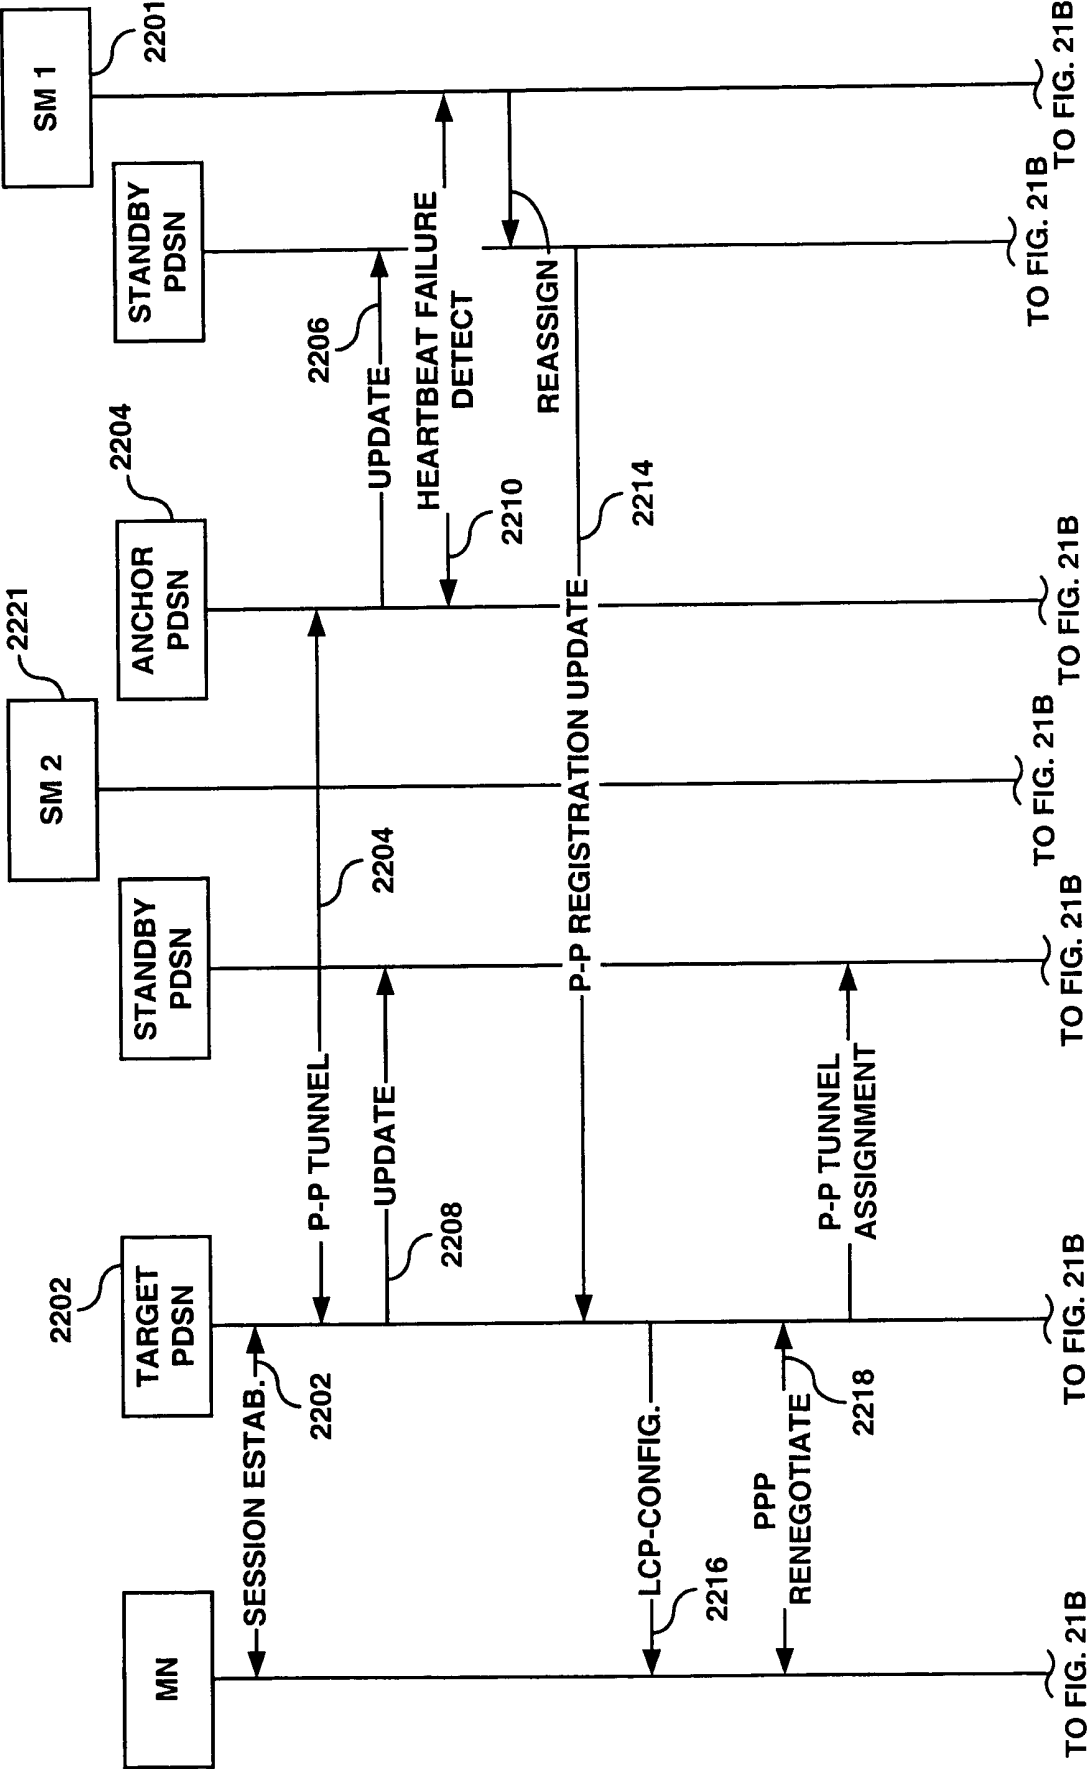 MN
TARGET
PDSN
2202
STANDBY
PDSN
SM 2
2221
ANCHOR
PDSN
2204
STANDBY
PDSN
SM 1
2201
SESSION ESTAB.
2202
P-P TUNNEL
2204
UPDATE
2208
UPDATE
2206
HEARTBEAT FAILURE
DETECT
2210
REASSIGN
P-P REGISTRATION UPDATE
2214
LCP-CONFIG.
2216
PPP
RENEGOTIATE
2218
P-P TUNNEL
ASSIGNMENT
TO FIG. 21B
TO FIG. 21B
TO FIG. 21B
TO FIG. 21B
TO FIG. 21B
TO FIG. 21B
TO FIG. 21B